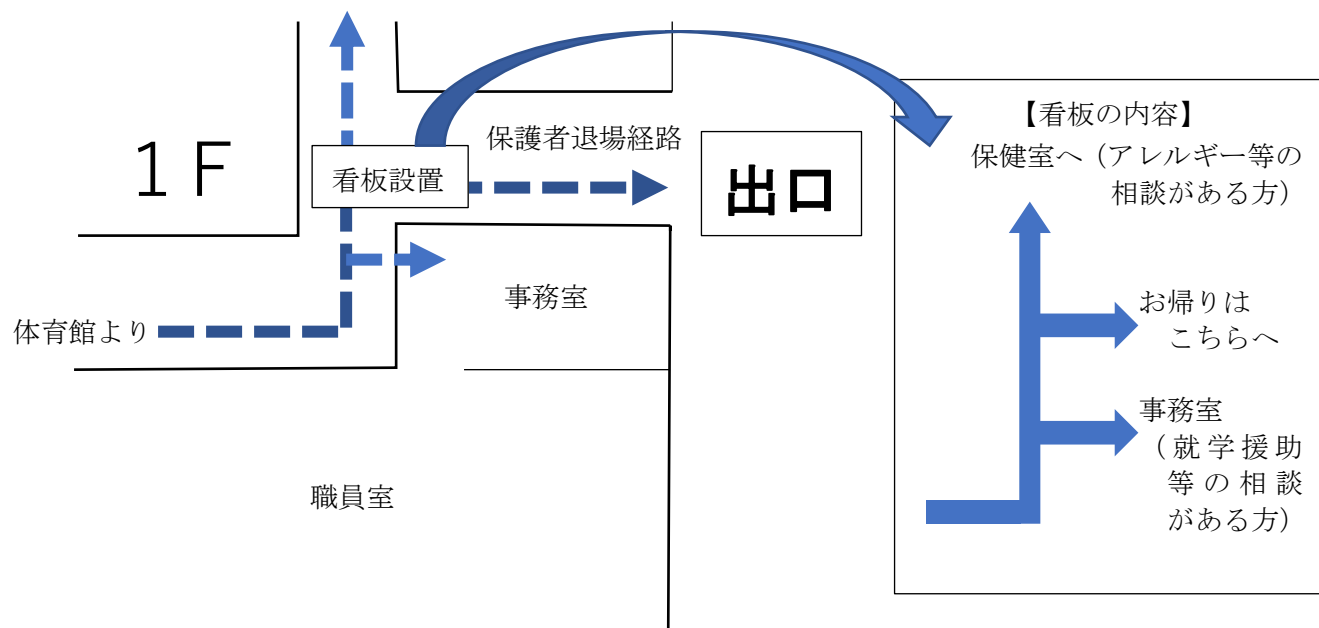 １Ｆ
看板設置
保護者退場経路
出口
体育館より
事務室
職員室
【看板の内容】
保健室へ（アレルギー等の
相談がある方）
お帰りは
こちらへ
事務室
（就学援助
等の相談
がある方）